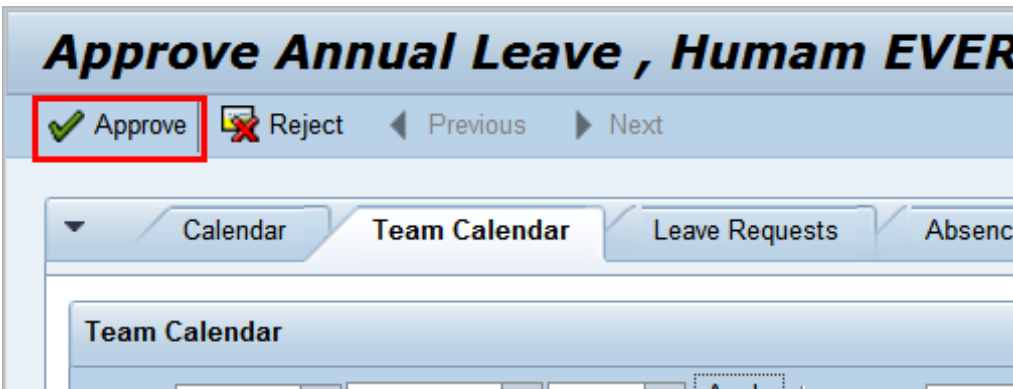 Approve Annual Leave , Humam EVER
Approve Reject Previous Next
Calendar Team Calendar Leave Requests Absenc
Team Calendar